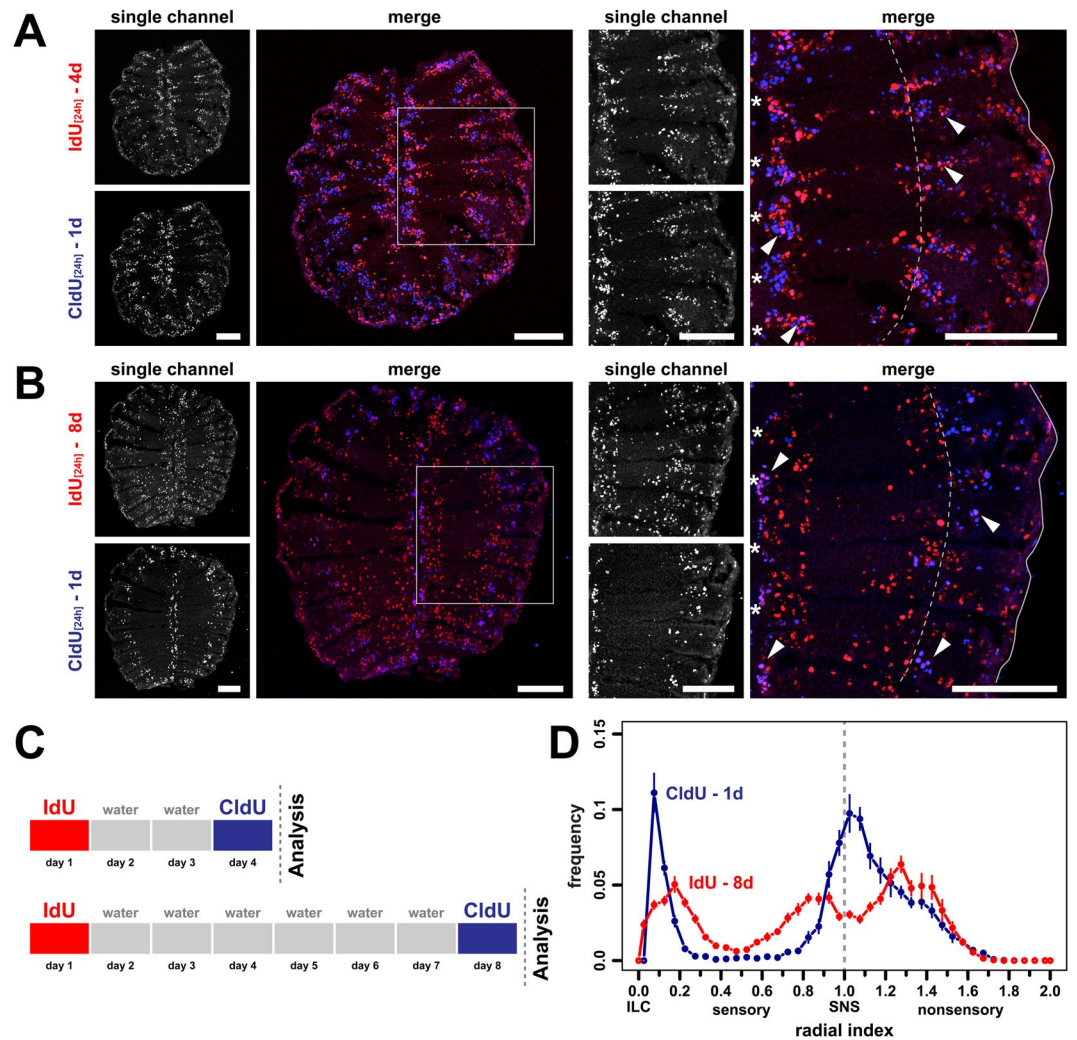 A
single channel
merge
single channel
merge
IdU[24h] - 4d
CldU[24h] - 1d
*
*
*
*
*
B
single channel
merge
single channel
merge
IdU[24h] - 8d
CldU[24h] - 1d
*
*
*
*
C
IdU water water CldU
day 1 day 2 day 3 day 4
Analysis
IdU water water water water water water CldU
day 1 day 2 day 3 day 4 day 5 day 6 day 7 day 8
Analysis
D
frequency
0.15
0.1
0.05
0.0
CldU - 1d
IdU - 8d
0.0 0.2 0.4 0.6 0.8 1.0 1.2 1.4 1.6 1.8 2.0
ILC sensory SNS nonsensory
radial index